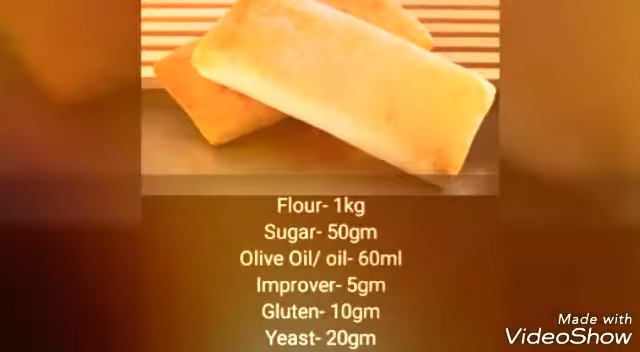 Flour- 1kg
Sugar- 50gm
Olive Oil/ oil- 60ml
Improver- 5gm
Gluten- 10gm
Yeast- 20gm
Made with
VideoShow